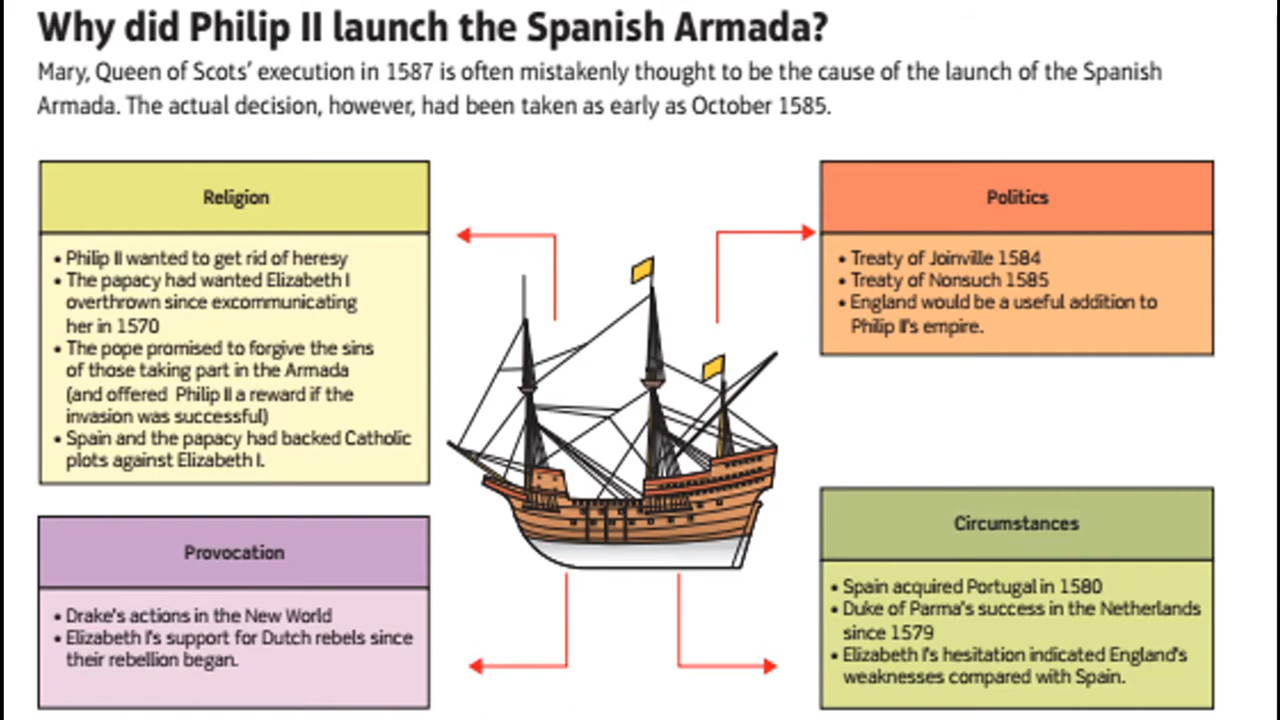 Why did Philip II launch the Spanish Armada?
Mary, Queen of Scots' execution in 1587 is often mistakenly thought to be the cause of the launch of the Spanish
Armada. The actual decision, however, had been taken as early as October 1585.
Religion
• Philip II wanted to get rid of heresy
• The papacy had wanted Elizabeth I
overthrown since excommunicating
her in 1570
• The pope promised to forgive the sins
of those taking part in the Armada
(and offered Philip II a reward if the
invasion was successful)
• Spain and the papacy had backed Catholic
plots against Elizabeth I.
Politics
• Treaty of Joinville 1584
• Treaty of Nonsuch 1585
• England would be a useful addition to
Philip II's empire.
Provocation
• Drake's actions in the New World
• Elizabeth I's support for Dutch rebels since
their rebellion began.
Circumstances
• Spain acquired Portugal in 1580
• Duke of Parma's success in the Netherlands
since 1579
• Elizabeth I's hesitation indicated England's
weaknesses compared with Spain.